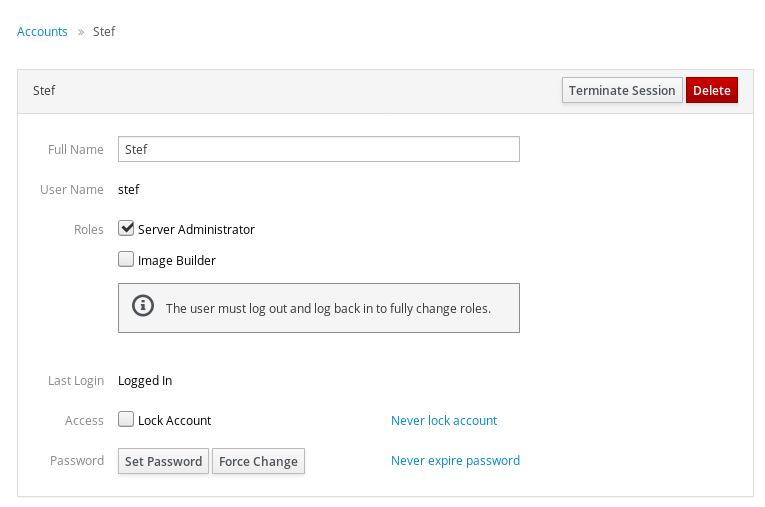 Accounts » Stef
Stef Terminate Session Delete
Full Name Stef
User Name stef
Roles Server Administrator
Image Builder
The user must log out and log back in to fully change roles.
Last Login Logged In
Access Lock Account Never lock account
Password Set Password Force Change Never expire password